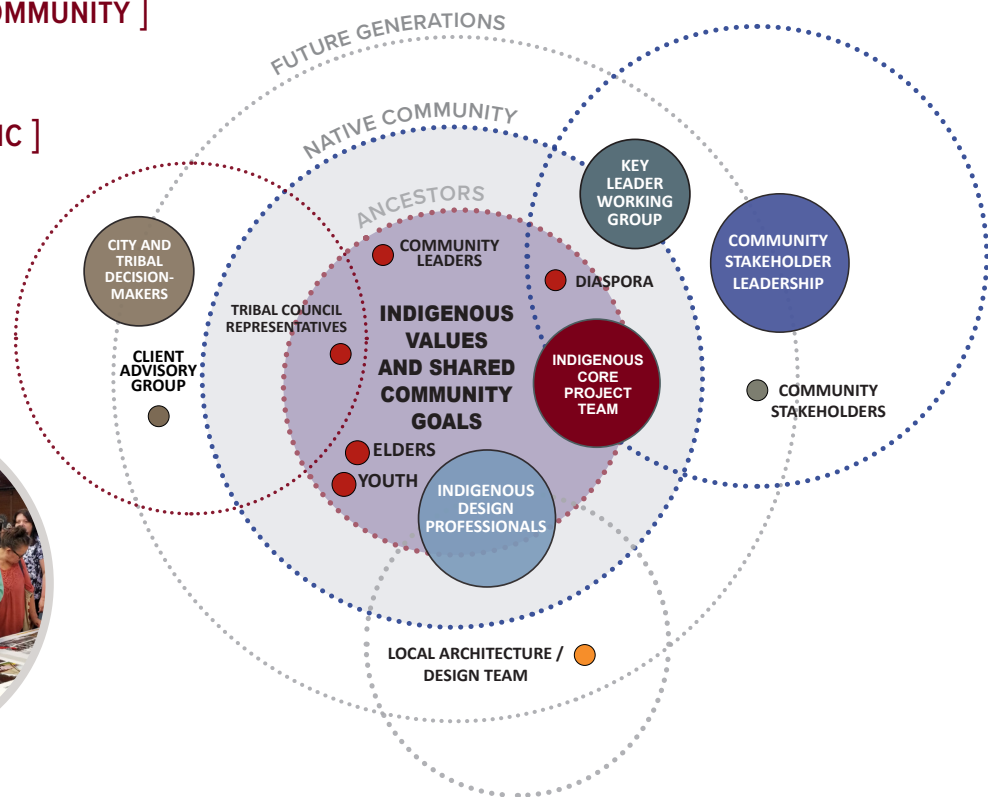 OMMUNITY ]
IC ]
FUTURE GENERATIONS
NATIVE COMMUNITY
ANCESTORS
KEY
LEADER
WORKING
GROUP
CITY AND
TRIBAL
DECISION-
MAKERS
COMMUNITY
STAKEHOLDER
LEADERSHIP
COMMUNITY
LEADERS
DIASPORA
TRIBAL COUNCIL
REPRESENTATIVES
INDIGENOUS
VALUES
AND SHARED
COMMUNITY
GOALS
CLIENT
ADVISORY
GROUP
INDIGENOUS
CORE
PROJECT
TEAM
COMMUNITY
STAKEHOLDERS
ELDERS
YOUTH
INDIGENOUS
DESIGN
PROFESSIONALS
LOCAL ARCHITECTURE /
DESIGN TEAM